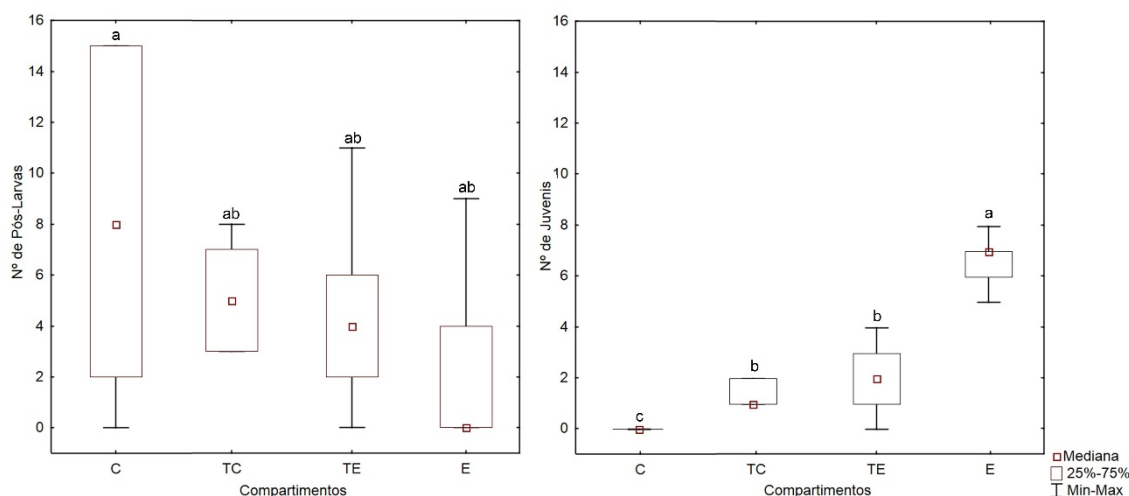 Nº de Pós-Larvas
16
14
12
10
8
6
4
2
0
a
ab
ab
ab
C
TC
TE
E
Compartimentos
Nº de Juvenis
16
14
12
10
8
6
4
2
0
c
b
b
a
C
TC
TE
E
Compartimentos
Mediana
25%-75%
Min-Max